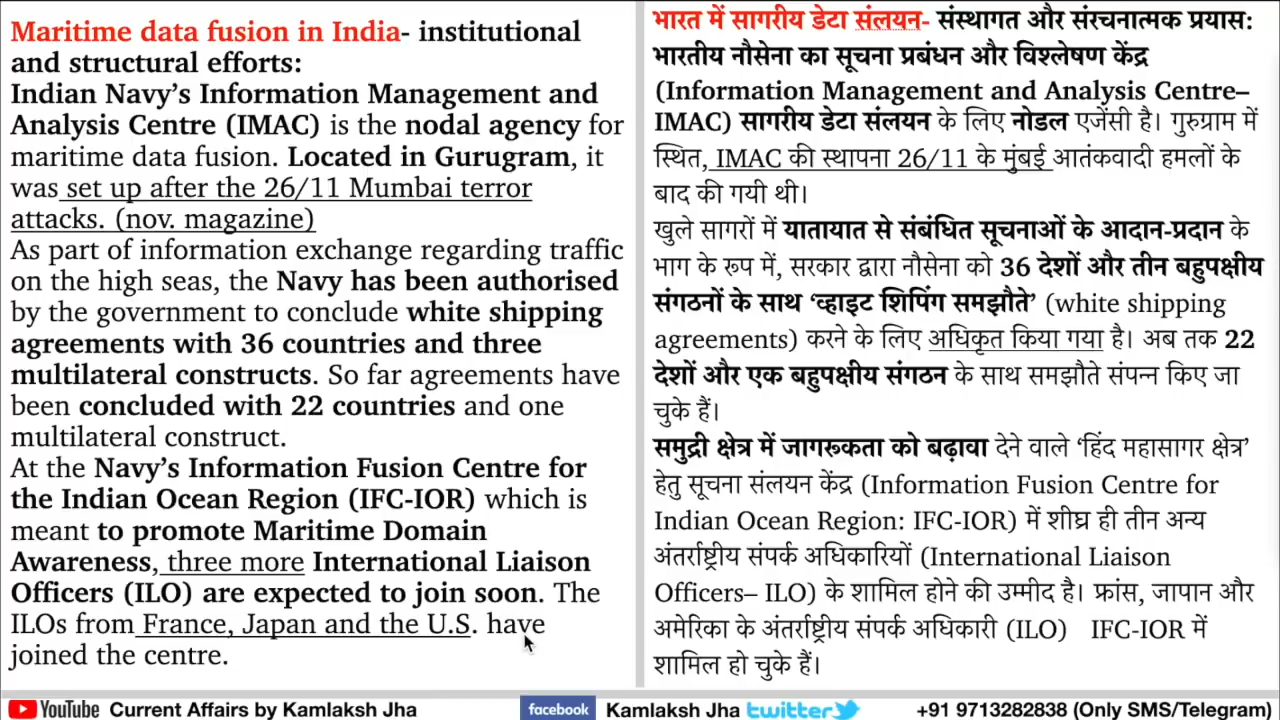 Maritime data fusion in India- institutional
and structural efforts:
Indian Navy’s Information Management and
Analysis Centre (IMAC) is the nodal agency for
maritime data fusion. Located in Gurugram, it
was set up after the 26/11 Mumbai terror
attacks. (nov. magazine)
As part of information exchange regarding traffic
on the high seas, the Navy has been authorised
by the government to conclude white shipping
agreements with 36 countries and three
multilateral constructs. So far agreements have
been concluded with 22 countries and one
multilateral construct.
At the Navy’s Information Fusion Centre for
the Indian Ocean Region (IFC-IOR) which is
meant to promote Maritime Domain
Awareness, three more International Liaison
Officers (ILO) are expected to join soon. The
ILOs from France, Japan and the U.S. have
joined the centre.
भारत में सागरीय डेटा संलयन- संस्थागत और संरचनात्मक प्रयास:
भारतीय नौसेना का सूचना प्रबंधन और विश्लेषण केंद्र
(Information Management and Analysis Centre–
IMAC) सागरीय डेटा संलयन के लिए नोडल एजेंसी है। गुरुग्राम में
स्थित, IMAC की स्थापना 26/11 के मुंबई आतंकवादी हमलों के
बाद की गयी थी।
खुले सागरों में यातायात से संबंधित सूचनाओं के आदान-प्रदान के
भाग के रूप में, सरकार द्वारा नौसेना को 36 देशों और तीन बहुपक्षीय
संगठनों के साथ ‘व्हाइट शिपिंग समझौते’ (white shipping
agreements) करने के लिए अधिकृत किया गया है। अब तक 22
देशों और एक बहुपक्षीय संगठन के साथ समझौते संपन्न किए जा
चुके हैं।
समुद्री क्षेत्र में जागरूकता को बढ़ावा देने वाले ‘हिंद महासागर क्षेत्र’
हेतु सूचना संलयन केंद्र (Information Fusion Centre for
Indian Ocean Region: IFC-IOR) में शीघ्र ही तीन अन्य
अंतर्राष्ट्रीय संपर्क अधिकारियों (International Liaison
Officers– ILO) के शामिल होने की उम्मीद है। फ्रांस, जापान और
अमेरिका के अंतर्राष्ट्रीय संपर्क अधिकारी (ILO) IFC-IOR में
शामिल हो चुके हैं।
YouTube Current Affairs by Kamlaksh Jha facebook Kamlaksh Jha twitter +91 9713282838 (Only SMS/Telegram)